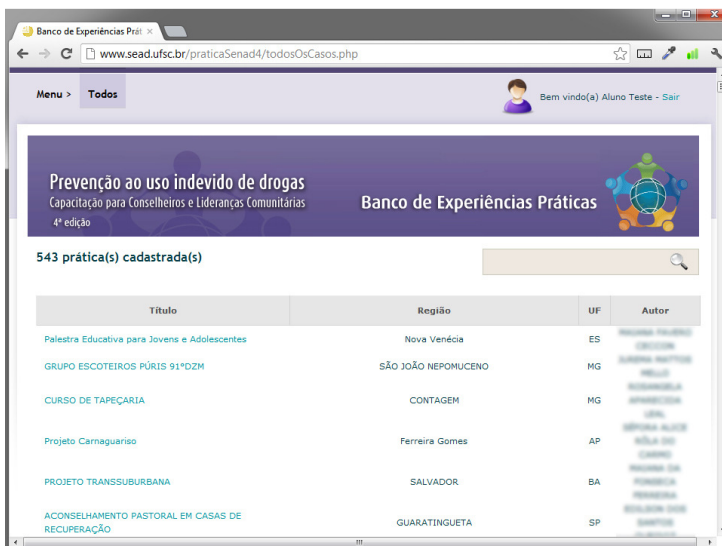 Banco de Experiências Prát
www.sead.ufsc.br/praticaSenad4/todosOsCasos.php
Menu > Todos
Bem vindo(a) Aluno Teste - Sair
Prevenção ao uso indevido de drogas
Capacitação para Conselheiros e Lideranças Comunitárias
4ª edição
Banco de Experiências Práticas
543 prática(s) cadastrada(s)
Título Região UF Autor
Palestra Educativa para Jovens e Adolescentes Nova Venécia ES
GRUPO ESCOTEIROS PÚRIS 91ºDZM SÃO JOÃO NEPOMUCENO MG
CURSO DE TAPEÇARIA CONTAGEM MG
Projeto Carnaguariso Ferreira Gomes AP
PROJETO TRANSSUBURBANA SALVADOR BA
ACONSELHAMENTO PASTORAL EM CASAS DE
RECUPERAÇÃO GUARATINGUETA SP